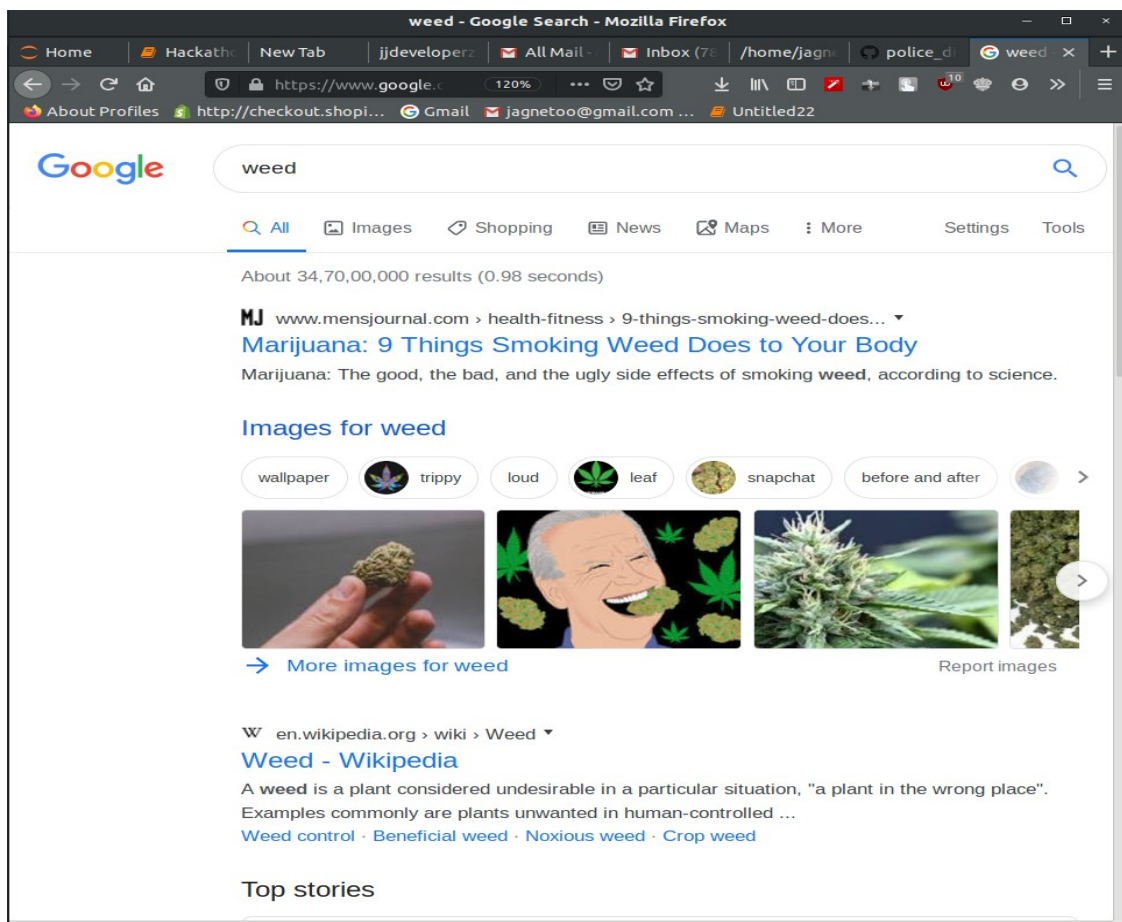 weed - Google Search - Mozilla Firefox
Home Hackatho New Tab jjdeveloperz All Mail - Inbox (78 /home/jagne police_di weed -
https://www.google.c 120%
10
About Profiles http://checkout.shopi... Gmail jagnetoo@gmail.com ... Untitled22
Google weed
All Images Shopping News Maps More Settings Tools
About 34,70,00,000 results (0.98 seconds)
MJ www.mensjournal.com › health-fitness › 9-things-smoking-weed-does...
Marijuana: 9 Things Smoking Weed Does to Your Body
Marijuana: The good, the bad, and the ugly side effects of smoking weed, according to science.
Images for weed
wallpaper trippy loud leaf snapchat before and after
More images for weed Report images
W en.wikipedia.org › wiki › Weed
Weed - Wikipedia
A weed is a plant considered undesirable in a particular situation, "a plant in the wrong place".
Examples commonly are plants unwanted in human-controlled ...
Weed control · Beneficial weed · Noxious weed · Crop weed
Top stories